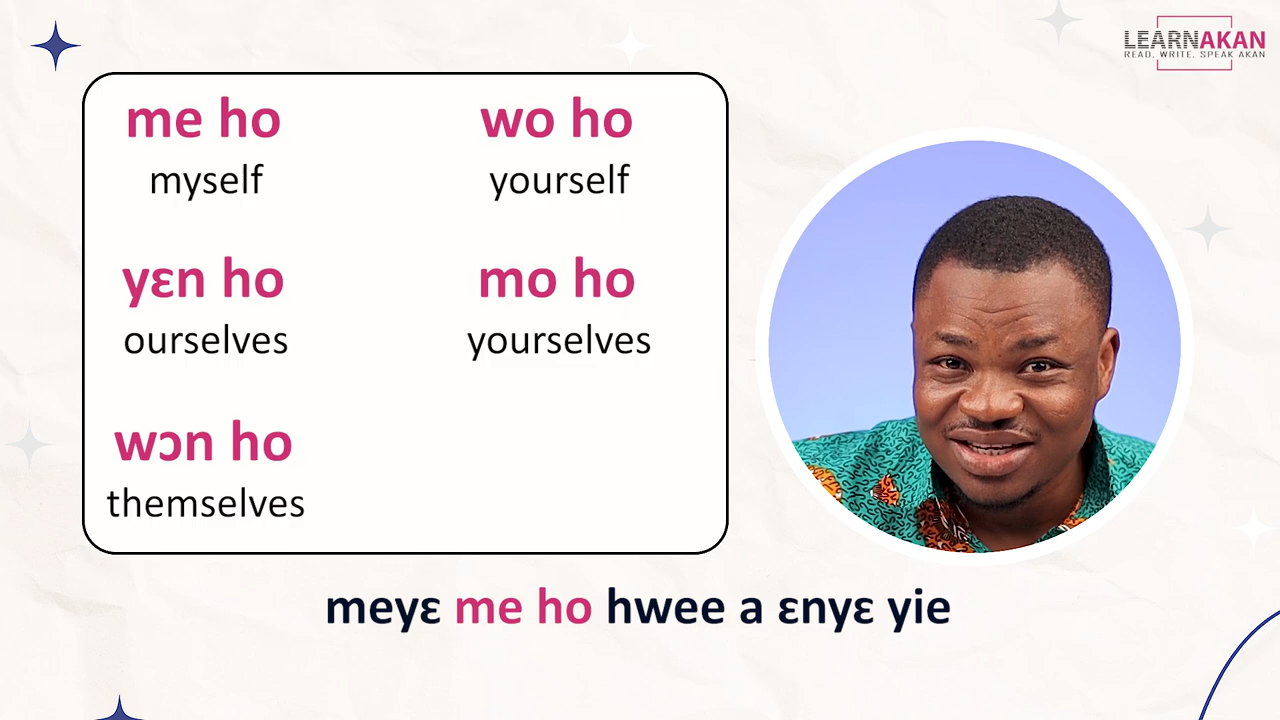 LEARNAKAN
READ, WRITE, SPEAK AKAN
me ho
myself
wo ho
yourself
yɛn ho
ourselves
mo ho
yourselves
wɔn ho
themselves
meyɛ me ho hwee a ɛnyɛ yie